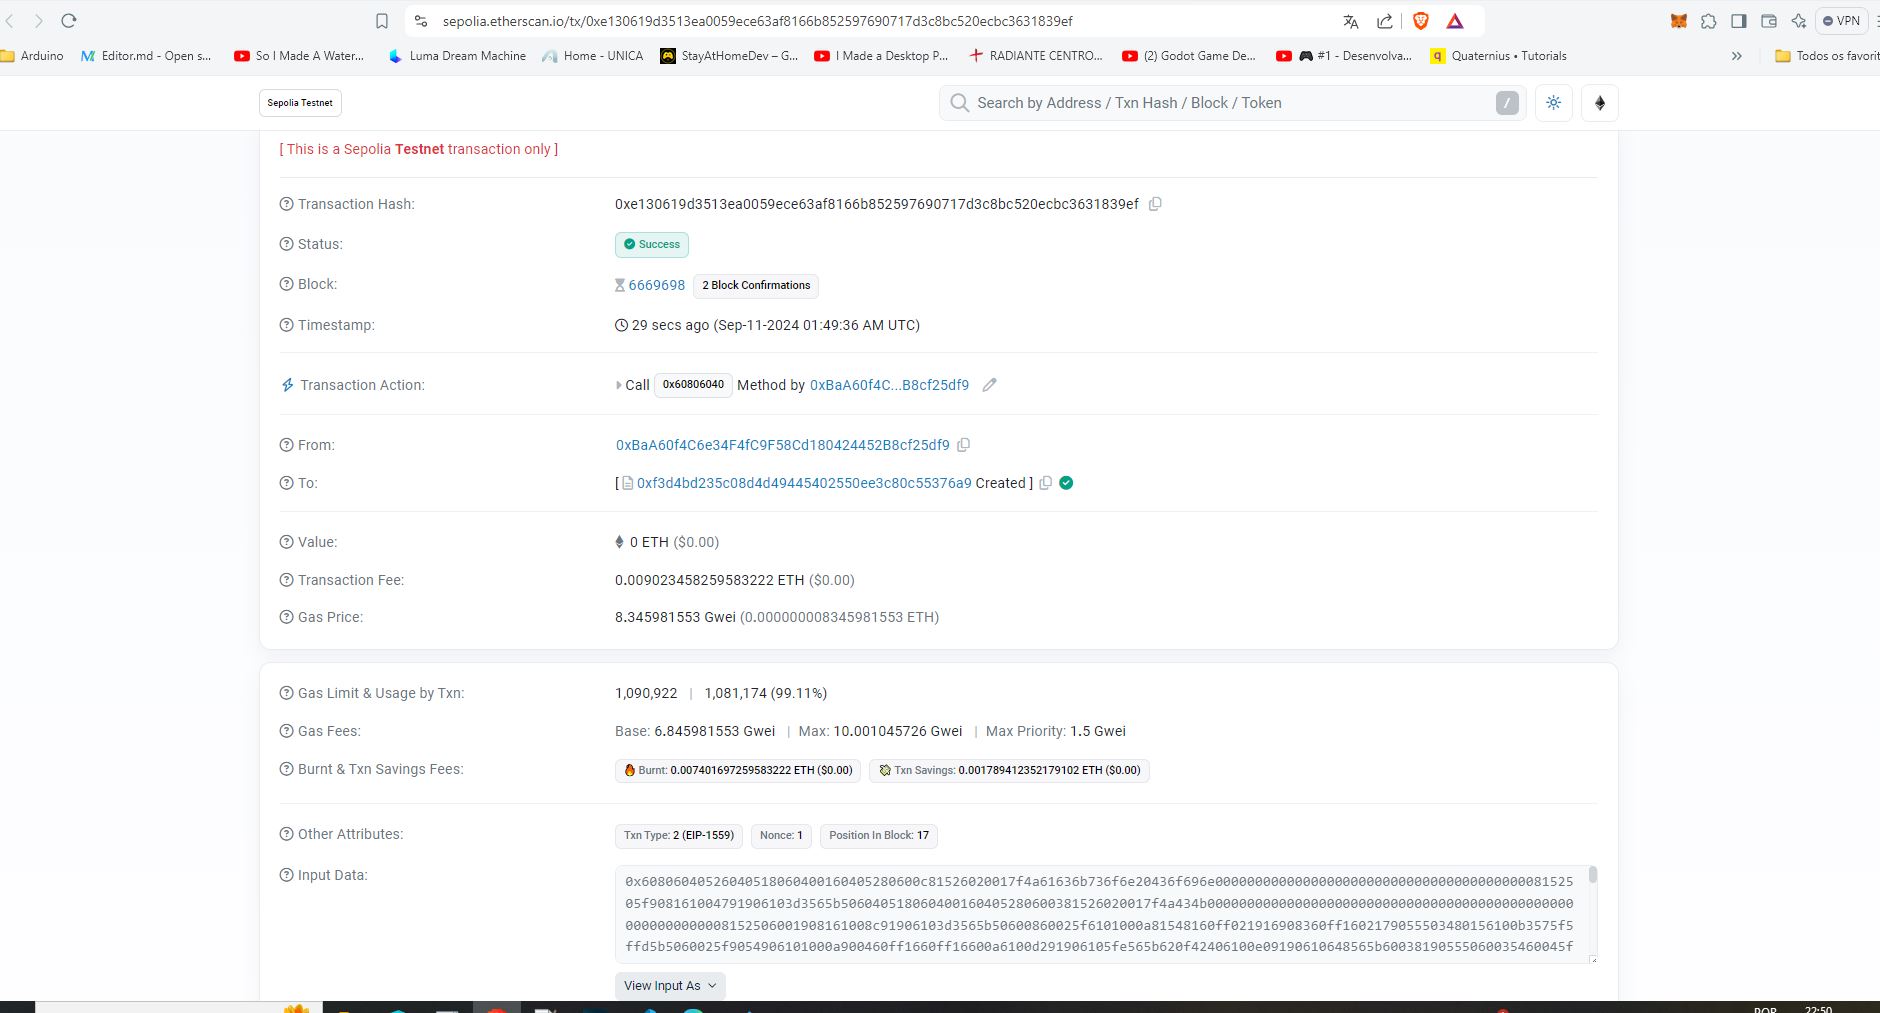 sepolia.etherscan.io/tx/0xe130619d3513ea0059ece63af8166b852597690717d3c8bc520ecbc3631839ef
VPN
Arduino
Editor.md - Open s...
So I Made A Water...
Luma Dream Machine
Home - UNICA
StayAtHomeDev – G...
I Made a Desktop P...
RADIANTE CENTRO...
(2) Godot Game De...
#1 - Desenvolva...
Quaternius • Tutorials
Todos os favorit
Sepolia Testnet
Search by Address / Txn Hash / Block / Token
/
[ This is a Sepolia Testnet transaction only ]
Transaction Hash: 0xe130619d3513ea0059ece63af8166b852597690717d3c8bc520ecbc3631839ef
Status: Success
Block: 6669698 2 Block Confirmations
Timestamp: 29 secs ago (Sep-11-2024 01:49:36 AM UTC)
Transaction Action: Call 0x60806040 Method by 0xBaA60f4C...B8cf25df9
From: 0xBaA60f4C6e34F4fC9F58Cd180424452B8cf25df9
To: [ 0xf3d4bd235c08d4d49445402550ee3c80c55376a9 Created ]
Value: 0 ETH ($0.00)
Transaction Fee: 0.009023458259583222 ETH ($0.00)
Gas Price: 8.345981553 Gwei (0.000000008345981553 ETH)
Gas Limit & Usage by Txn: 1,090,922 | 1,081,174 (99.11%)
Gas Fees: Base: 6.845981553 Gwei | Max: 10.001045726 Gwei | Max Priority: 1.5 Gwei
Burnt & Txn Savings Fees: Burnt: 0.007401697259583222 ETH ($0.00) Txn Savings: 0.001789412352179102 ETH ($0.00)
Other Attributes: Txn Type: 2 (EIP-1559) Nonce: 1 Position In Block: 17
Input Data:
0x60806040526040518060400160405280600c81526020017f4a61636b736f6e20436f696e000000000000000000000000000000000000000081525
05f908161004791906103d3565b506040518060400160405280600381526020017f4a434b0000000000000000000000000000000000000000000000
0000000000008152506001908161008c91906103d3565b50600860025f6101000a81548160ff021916908360ff1602179055503480156100b3575f5
ffd5b5060025f9054906101000a900460ff1660ff16600a6100d291906105fe565b620f42406100e09190610648565b60038190555060035460045f
View Input As
POR
22:50